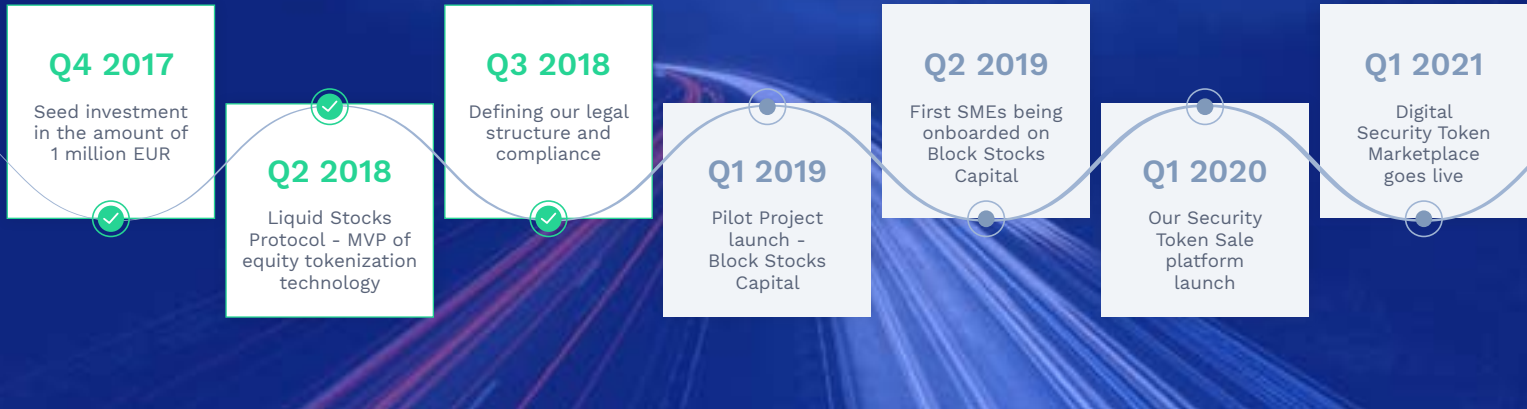 Q4 2017
Seed investment
in the amount of
1 million EUR
Q2 2018
Liquid Stocks
Protocol - MVP of
equity tokenization
technology
Q3 2018
Defining our legal
structure and
compliance
Q1 2019
Pilot Project
launch -
Block Stocks
Capital
Q2 2019
First SMEs being
onboarded on
Block Stocks
Capital
Q1 2020
Our Security
Token Sale
platform
launch
Q1 2021
Digital
Security Token
Marketplace
goes live